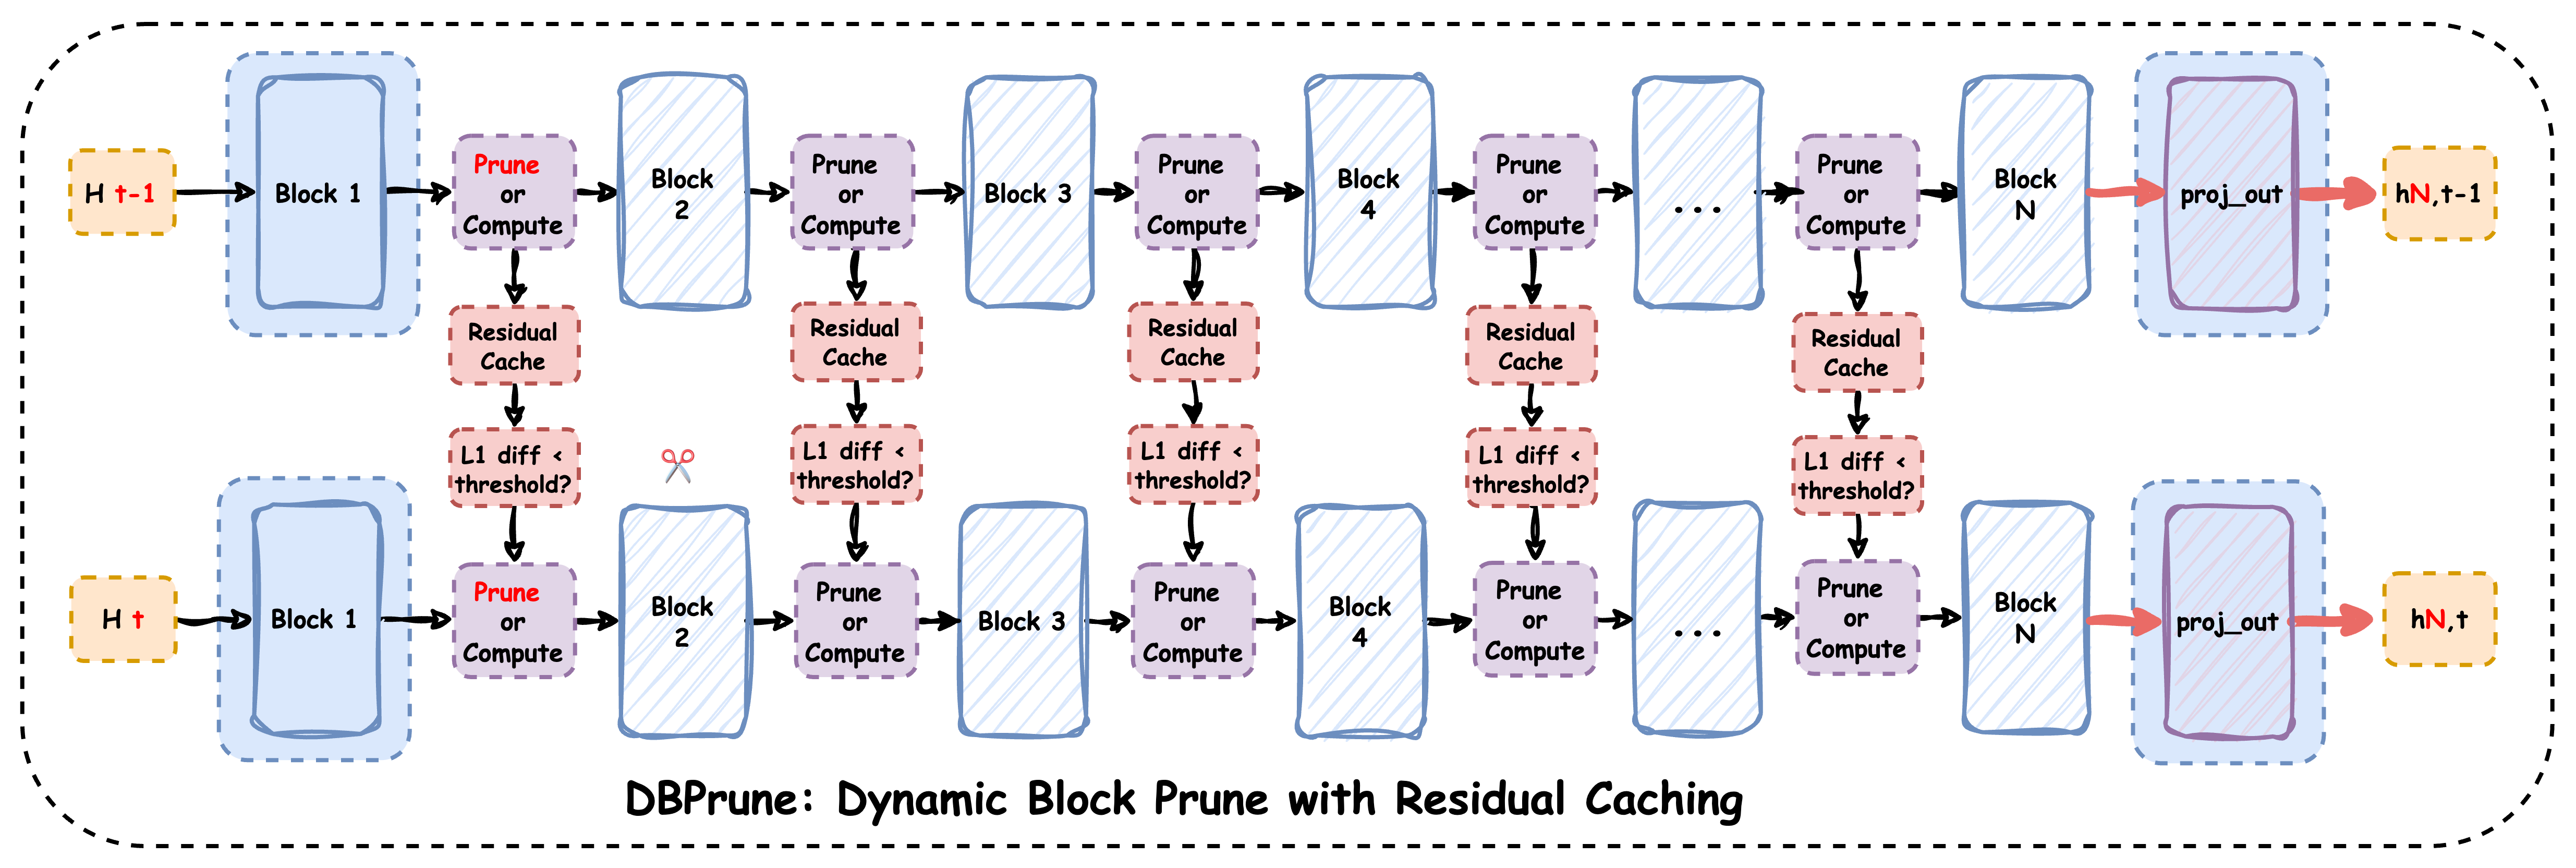 H t-1
Block 1
Prune
or
Compute
Block
2
Prune
or
Compute
Block 3
Prune
or
Compute
Block
4
Prune
or
Compute
...
Prune
or
Compute
Block
N
proj_out
hN,t-1
Residual
Cache
Residual
Cache
Residual
Cache
Residual
Cache
Residual
Cache
L1 diff <
threshold?
L1 diff <
threshold?
L1 diff <
threshold?
L1 diff <
threshold?
L1 diff <
threshold?
H t
Block 1
Prune
or
Compute
Block
2
Prune
or
Compute
Block 3
Prune
or
Compute
Block
4
Prune
or
Compute
...
Prune
or
Compute
Block
N
proj_out
hN,t
DBPrune: Dynamic Block Prune with Residual Caching